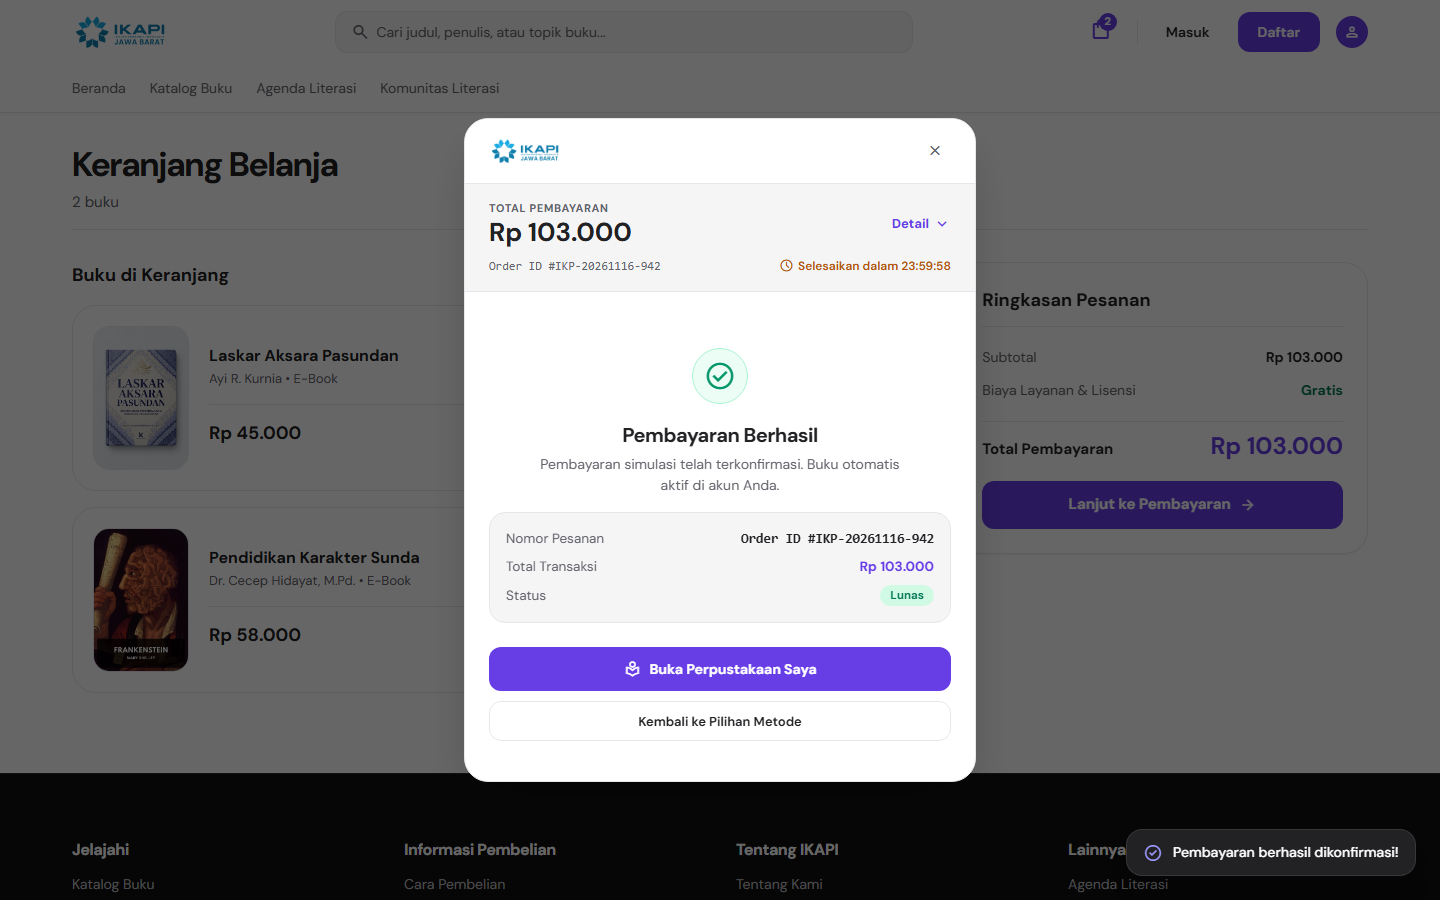 IKAPI
JAWA BARAT
Cari judul, penulis, atau topik buku...
2
Masuk
Daftar
Beranda
Katalog Buku
Agenda Literasi
Komunitas Literasi
Keranjang Belanja
2 buku
Buku di Keranjang
LASKAR
AKSARA
PASUNDAN
Laskar Aksara Pasundan
Ayi R. Kurnia • E-Book
Rp 45.000
FRANKENSTEIN
MARY SHELLEY
Pendidikan Karakter Sunda
Dr. Cecep Hidayat, M.Pd. • E-Book
Rp 58.000
IKAPI
JAWA BARAT
TOTAL PEMBAYARAN
Rp 103.000
Detail
Order ID #IKP-20261116-942
Selesaikan dalam 23:59:58
Pembayaran Berhasil
Pembayaran simulasi telah terkonfirmasi. Buku otomatis
aktif di akun Anda.
Nomor Pesanan
Order ID #IKP-20261116-942
Total Transaksi
Rp 103.000
Status
Lunas
Buka Perpustakaan Saya
Kembali ke Pilihan Metode
Ringkasan Pesanan
Subtotal
Rp 103.000
Biaya Layanan & Lisensi
Gratis
Total Pembayaran
Rp 103.000
Lanjut ke Pembayaran
Jelajahi
Katalog Buku
Informasi Pembelian
Cara Pembelian
Tentang IKAPI
Tentang Kami
Lainnya
Agenda Literasi
Pembayaran berhasil dikonfirmasi!